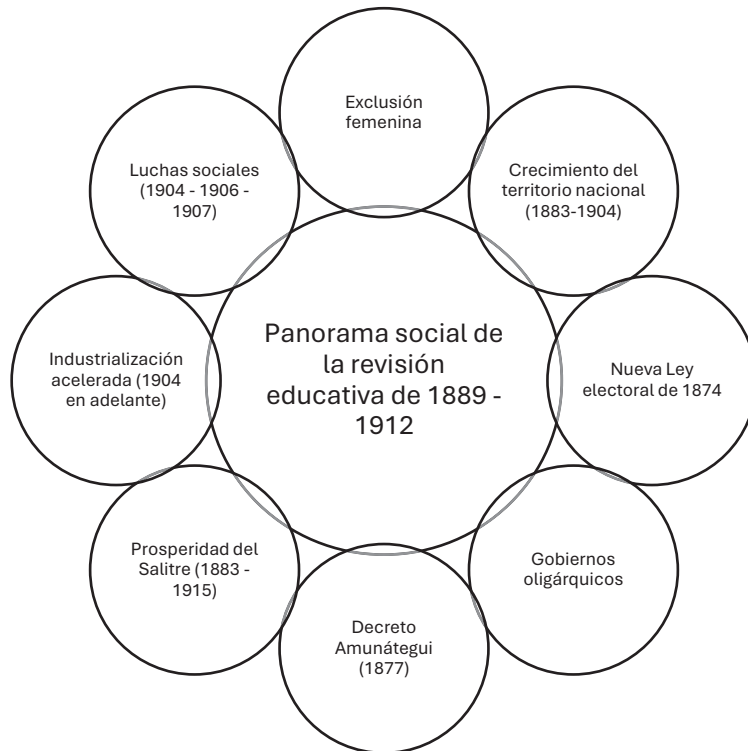 Exclusión
femenina
Crecimiento del
territorio nacional
(1883-1904)
Nueva Ley
electoral de 1874
Gobiernos
oligárquicos
Decreto
Amunátegui
(1877)
Prosperidad del
Salitre (1883 -
1915)
Industrialización
acelerada (1904
en adelante)
Luchas sociales
(1904 - 1906 -
1907)
Panorama social de
la revisión
educativa de 1889 -
1912